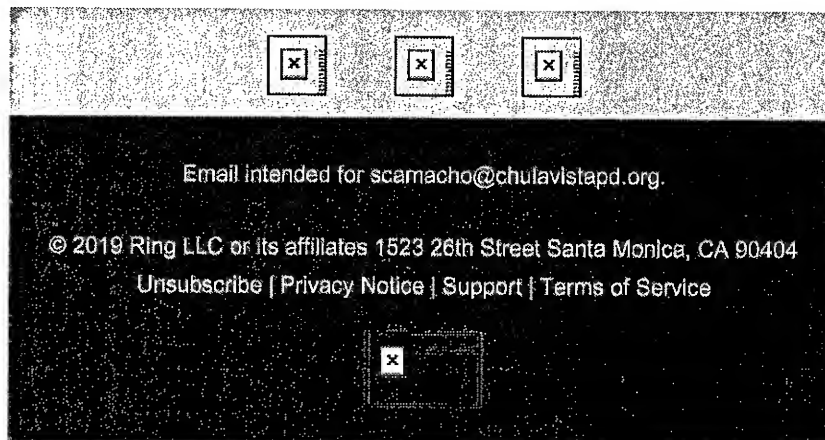 Email intended for scamacho@chulavistapd.org.
© 2019 Ring LLC or its affiliates 1523 26th Street Santa Monica, CA 90404
Unsubscribe | Privacy Notice | Support | Terms of Service